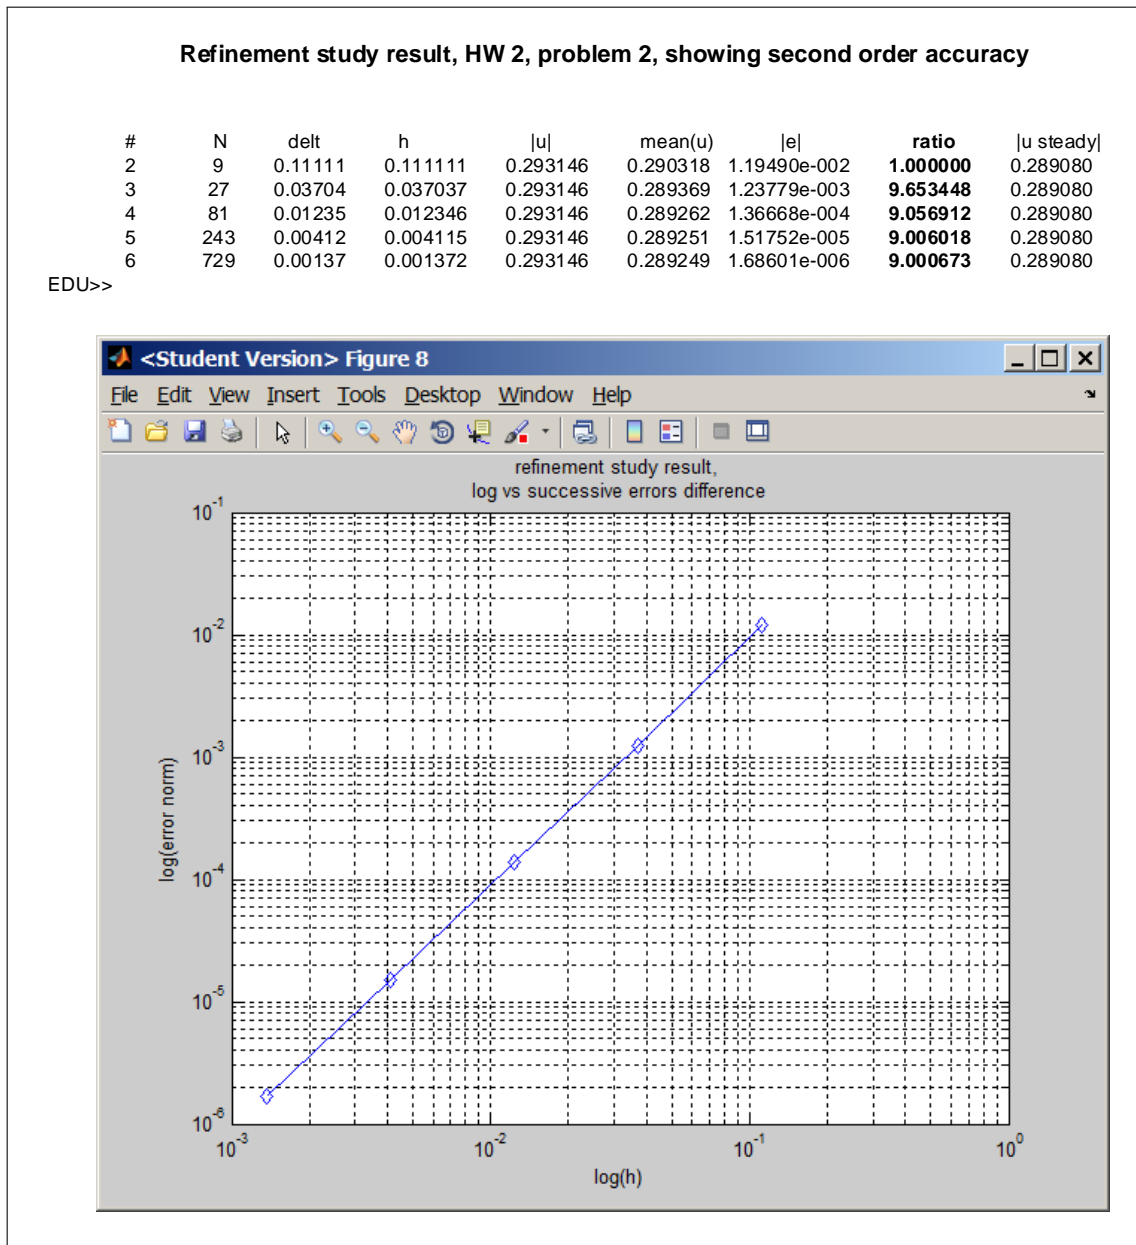 Refinement study result, HW 2, problem 2, showing second order accuracy
# N delt h |u| mean(u) |e| ratio |u steady|
2 9 0.11111 0.111111 0.293146 0.290318 1.19490e-002 1.000000 0.289080
3 27 0.03704 0.037037 0.293146 0.289369 1.23779e-003 9.653448 0.289080
4 81 0.01235 0.012346 0.293146 0.289262 1.36668e-004 9.056912 0.289080
5 243 0.00412 0.004115 0.293146 0.289251 1.51752e-005 9.006018 0.289080
6 729 0.00137 0.001372 0.293146 0.289249 1.68601e-006 9.000673 0.289080
EDU>>
<Student Version> Figure 8
File Edit View Insert Tools Desktop Window Help
refinement study result,
log vs successive errors difference
10^-1
10^-2
10^-3
10^-4
10^-5
10^-6
log(error norm)
10^-3 10^-2 10^-1 10^0
log(h)